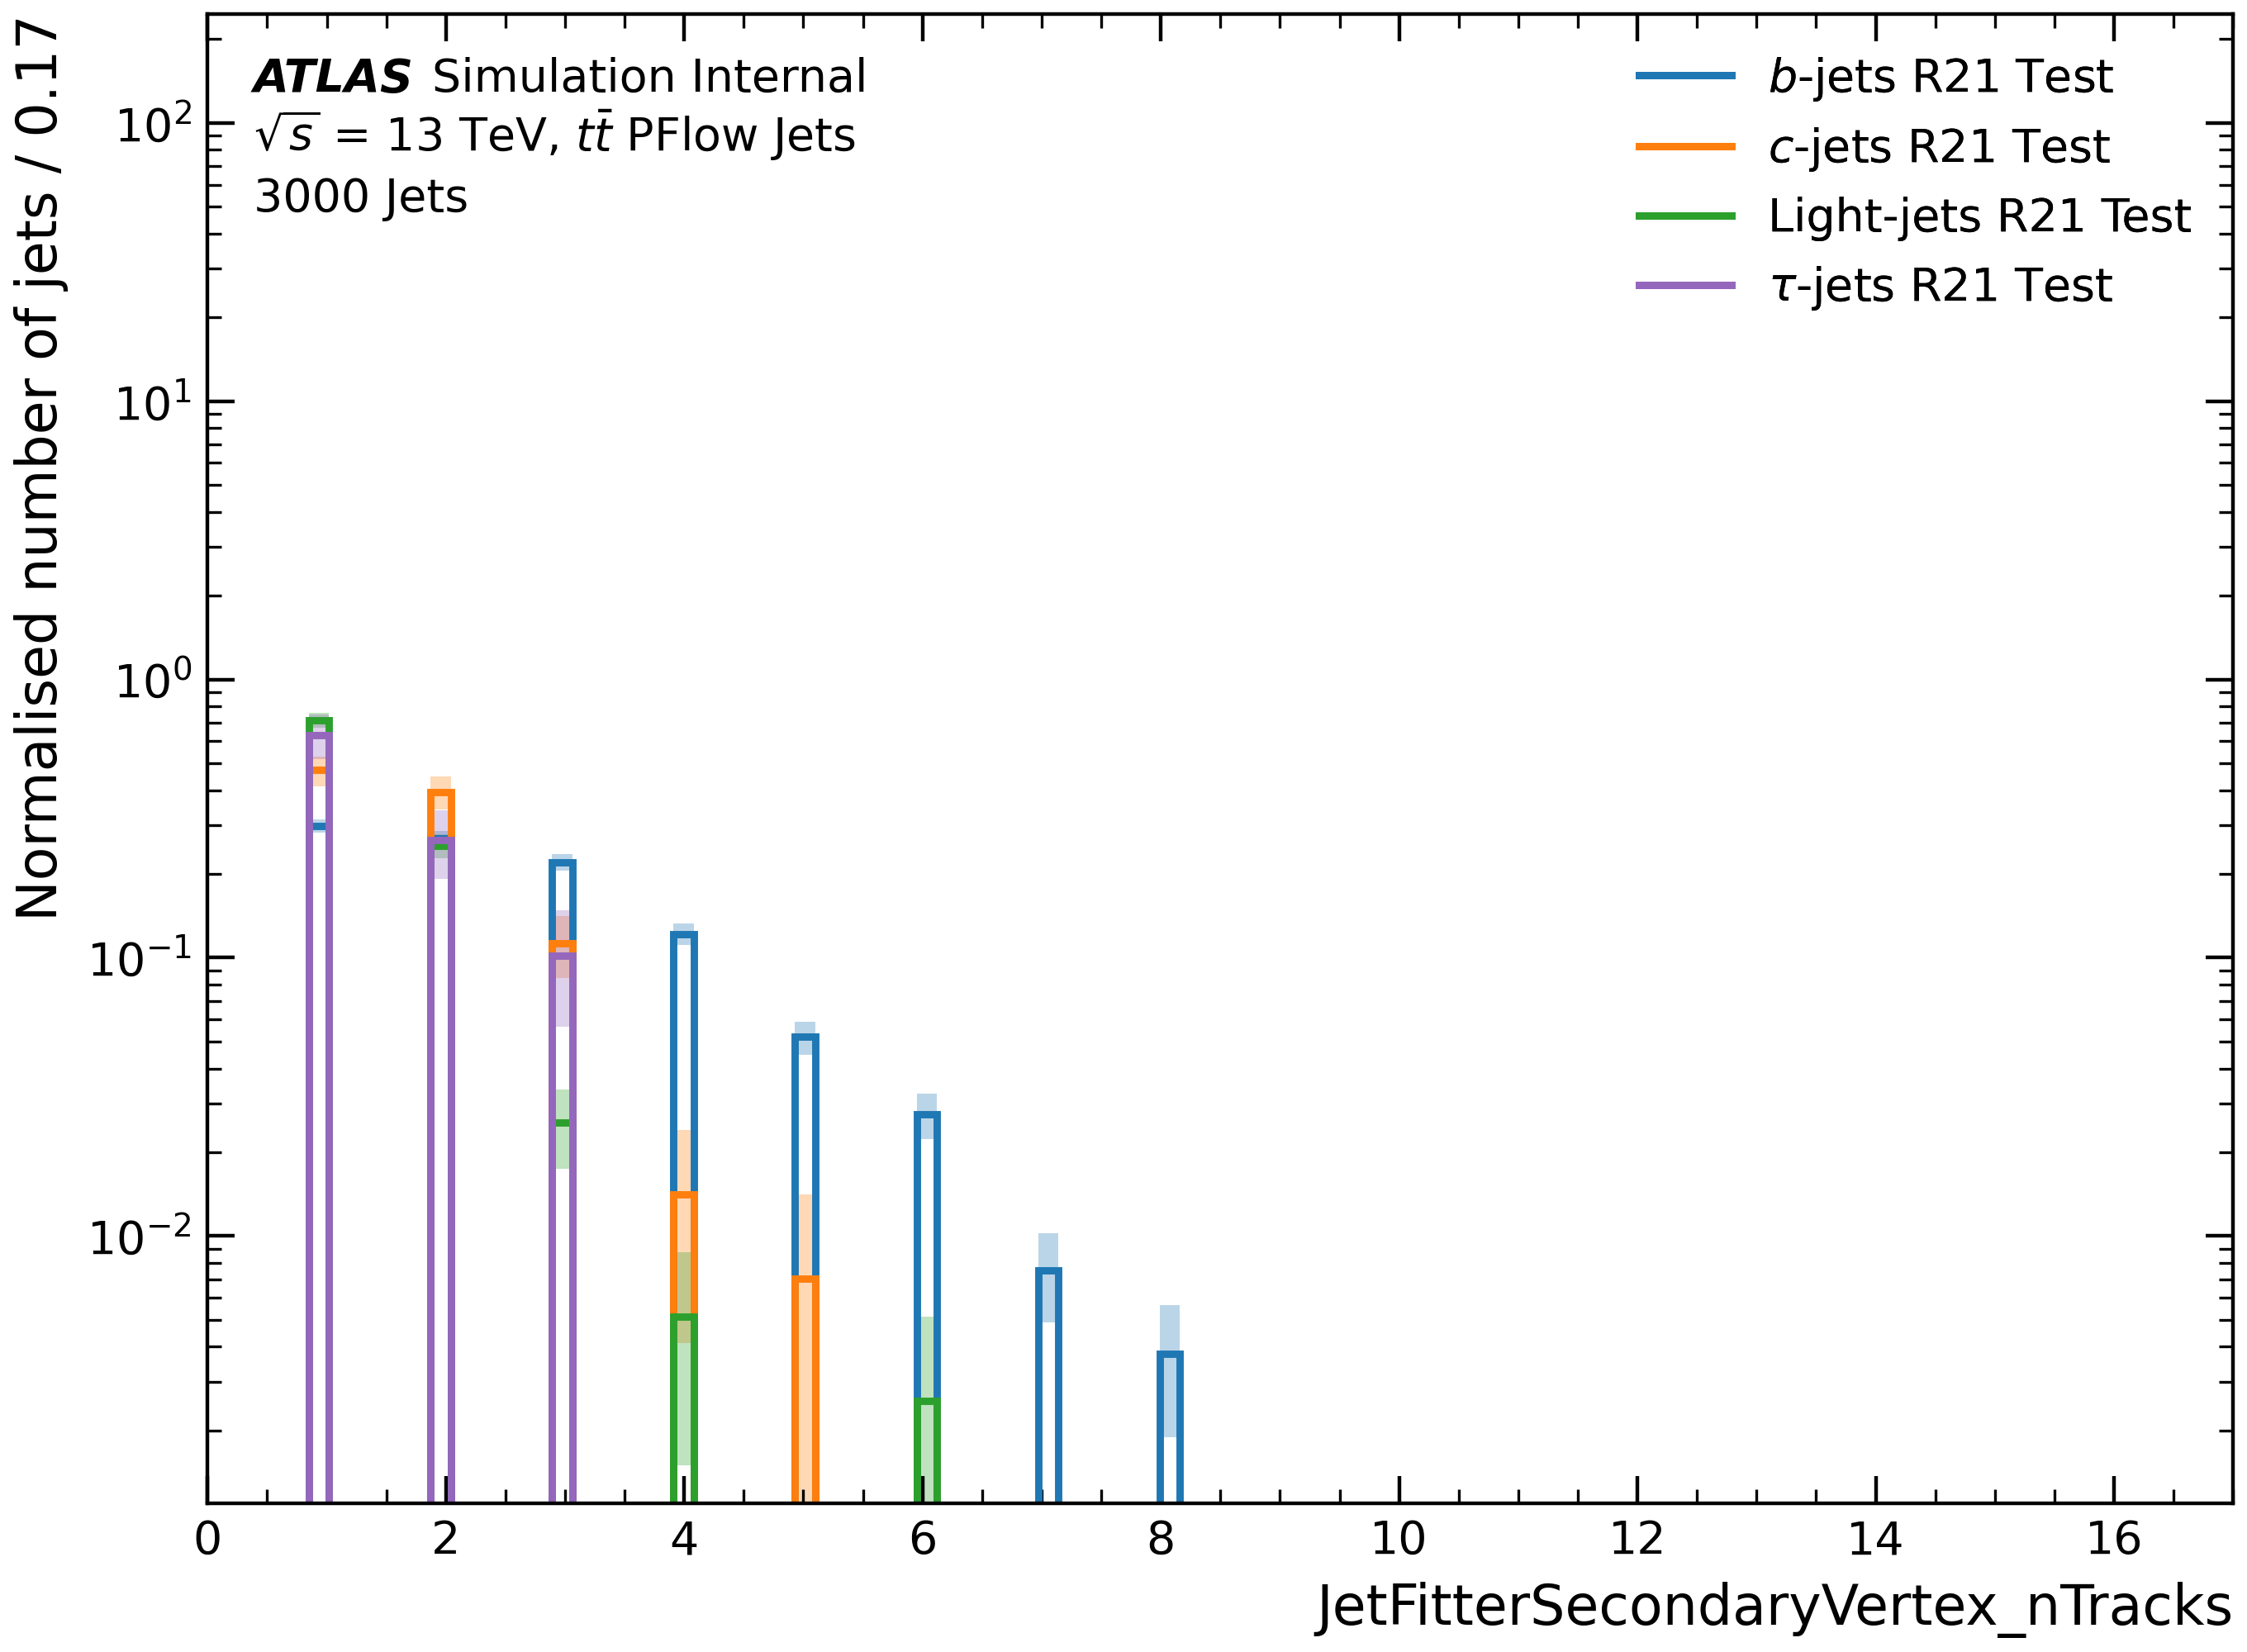 Normalised number of jets / 0.17
ATLAS Simulation Internal
√s = 13 TeV, tt̄ PFlow Jets
3000 Jets
b-jets R21 Test
c-jets R21 Test
Light-jets R21 Test
τ-jets R21 Test
10²
10¹
10⁰
10⁻¹
10⁻²
0 2 4 6 8 10 12 14 16
JetFitterSecondaryVertex_nTracks